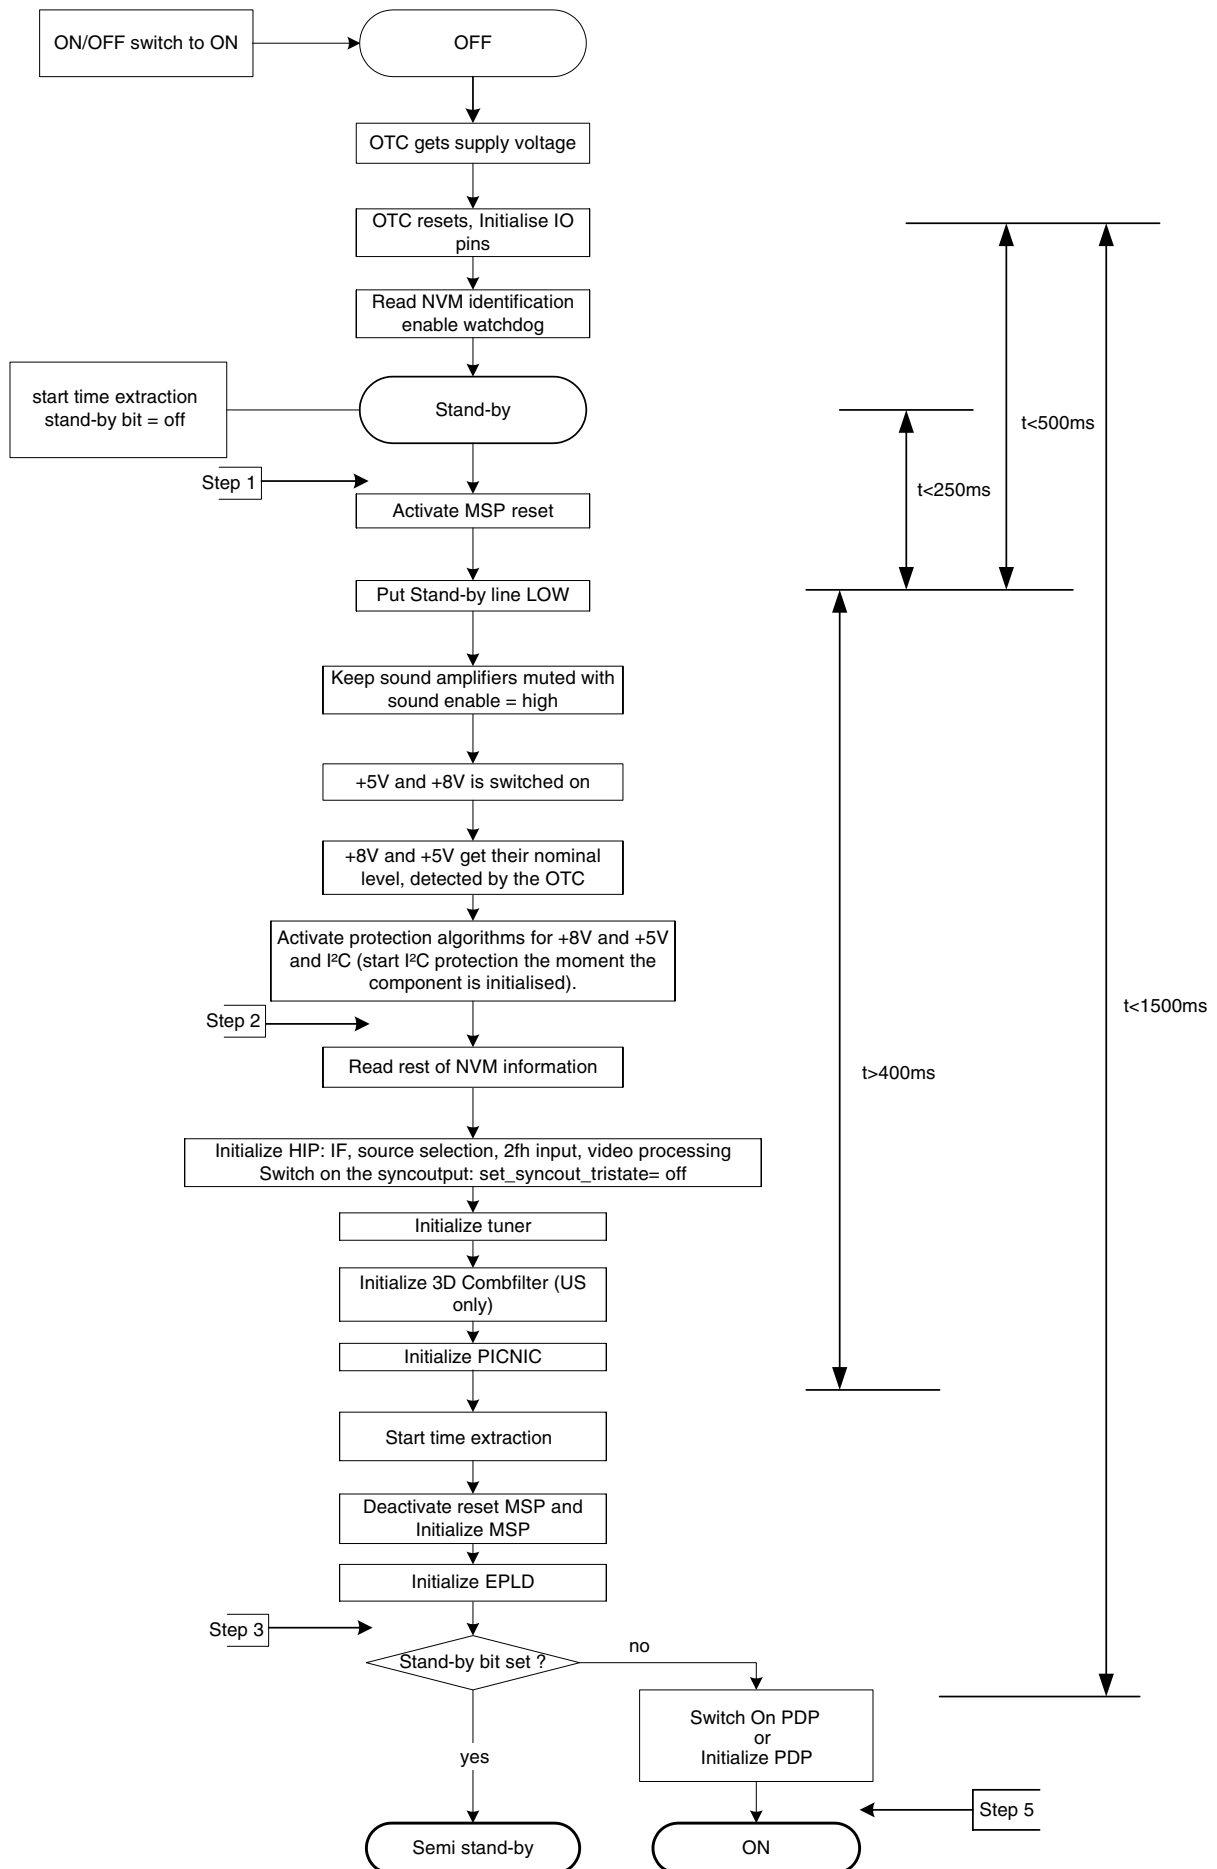 ON/OFF switch to ON
OFF
OTC gets supply voltage
OTC resets, Initialise IO
pins
Read NVM identification
enable watchdog
start time extraction
stand-by bit = off
Stand-by
t<500ms
Step 1
t<250ms
Activate MSP reset
Put Stand-by line LOW
Keep sound amplifiers muted with
sound enable = high
+5V and +8V is switched on
+8V and +5V get their nominal
level, detected by the OTC
Activate protection algorithms for +8V and +5V
and I²C (start I²C protection the moment the
component is initialised).
t<1500ms
Step 2
Read rest of NVM information
t>400ms
Initialize HIP: IF, source selection, 2fh input, video processing
Switch on the syncoutput: set_syncout_tristate= off
Initialize tuner
Initialize 3D Combfilter (US
only)
Initialize PICNIC
Start time extraction
Deactivate reset MSP and
Initialize MSP
Initialize EPLD
Step 3
Stand-by bit set ?
no
Switch On PDP
or
Initialize PDP
yes
Step 5
Semi stand-by
ON